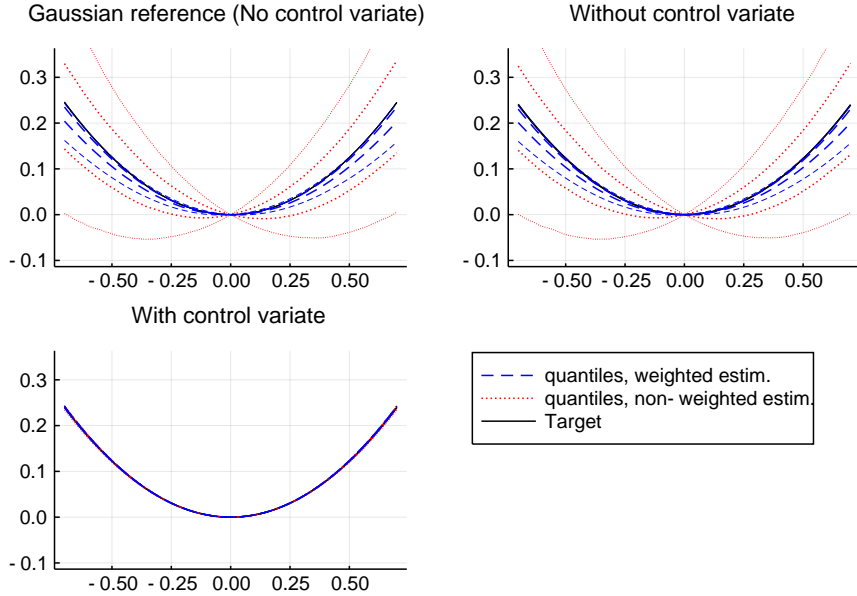 Gaussian reference (No control variate)
0.3
0.2
0.1
0.0
- 0.1
- 0.50 - 0.25 0.00 0.25 0.50
Without control variate
0.3
0.2
0.1
0.0
- 0.1
- 0.50 - 0.25 0.00 0.25 0.50
With control variate
0.3
0.2
0.1
0.0
- 0.1
- 0.50 - 0.25 0.00 0.25 0.50
quantiles, weighted estim.
quantiles, non- weighted estim.
Target